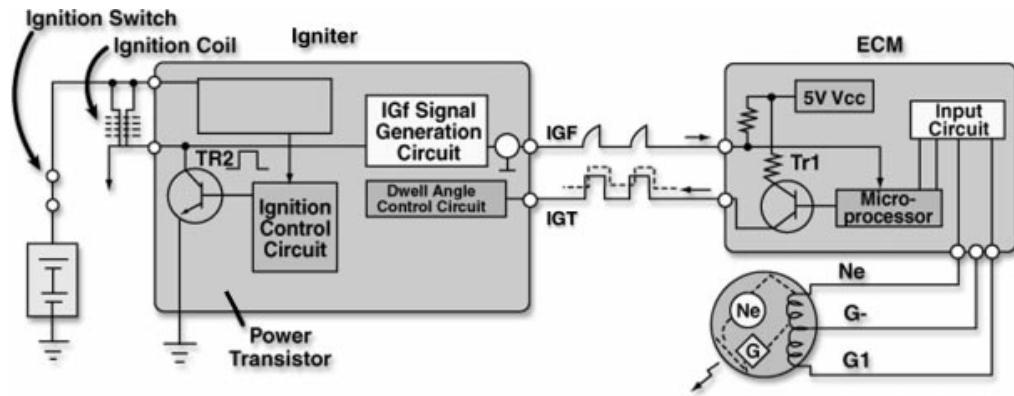 Ignition Switch
Ignition Coil
Igniter
ECM
IGf Signal
Generation
Circuit
5V Vcc
Input
Circuit
IGF
TR2
Tr1
Dwell Angle
Control Circuit
Ignition
Control
Circuit
IGT
Micro-
processor
Power
Transistor
Ne
Ne
G-
G
G1